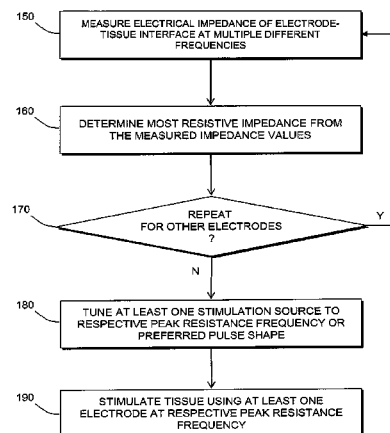 150
MEASURE ELECTRICAL IMPEDANCE OF ELECTRODE-
TISSUE INTERFACE AT MULTIPLE DIFFERENT
FREQUENCIES
160
DETERMINE MOST RESISTIVE IMPEDANCE FROM
THE MEASURED IMPEDANCE VALUES
170
REPEAT
FOR OTHER ELECTRODES
?
Y
N
180
TUNE AT LEAST ONE STIMULATION SOURCE TO
RESPECTIVE PEAK RESISTANCE FREQUENCY OR
PREFERRED PULSE SHAPE
190
STIMULATE TISSUE USING AT LEAST ONE
ELECTRODE AT RESPECTIVE PEAK RESISTANCE
FREQUENCY